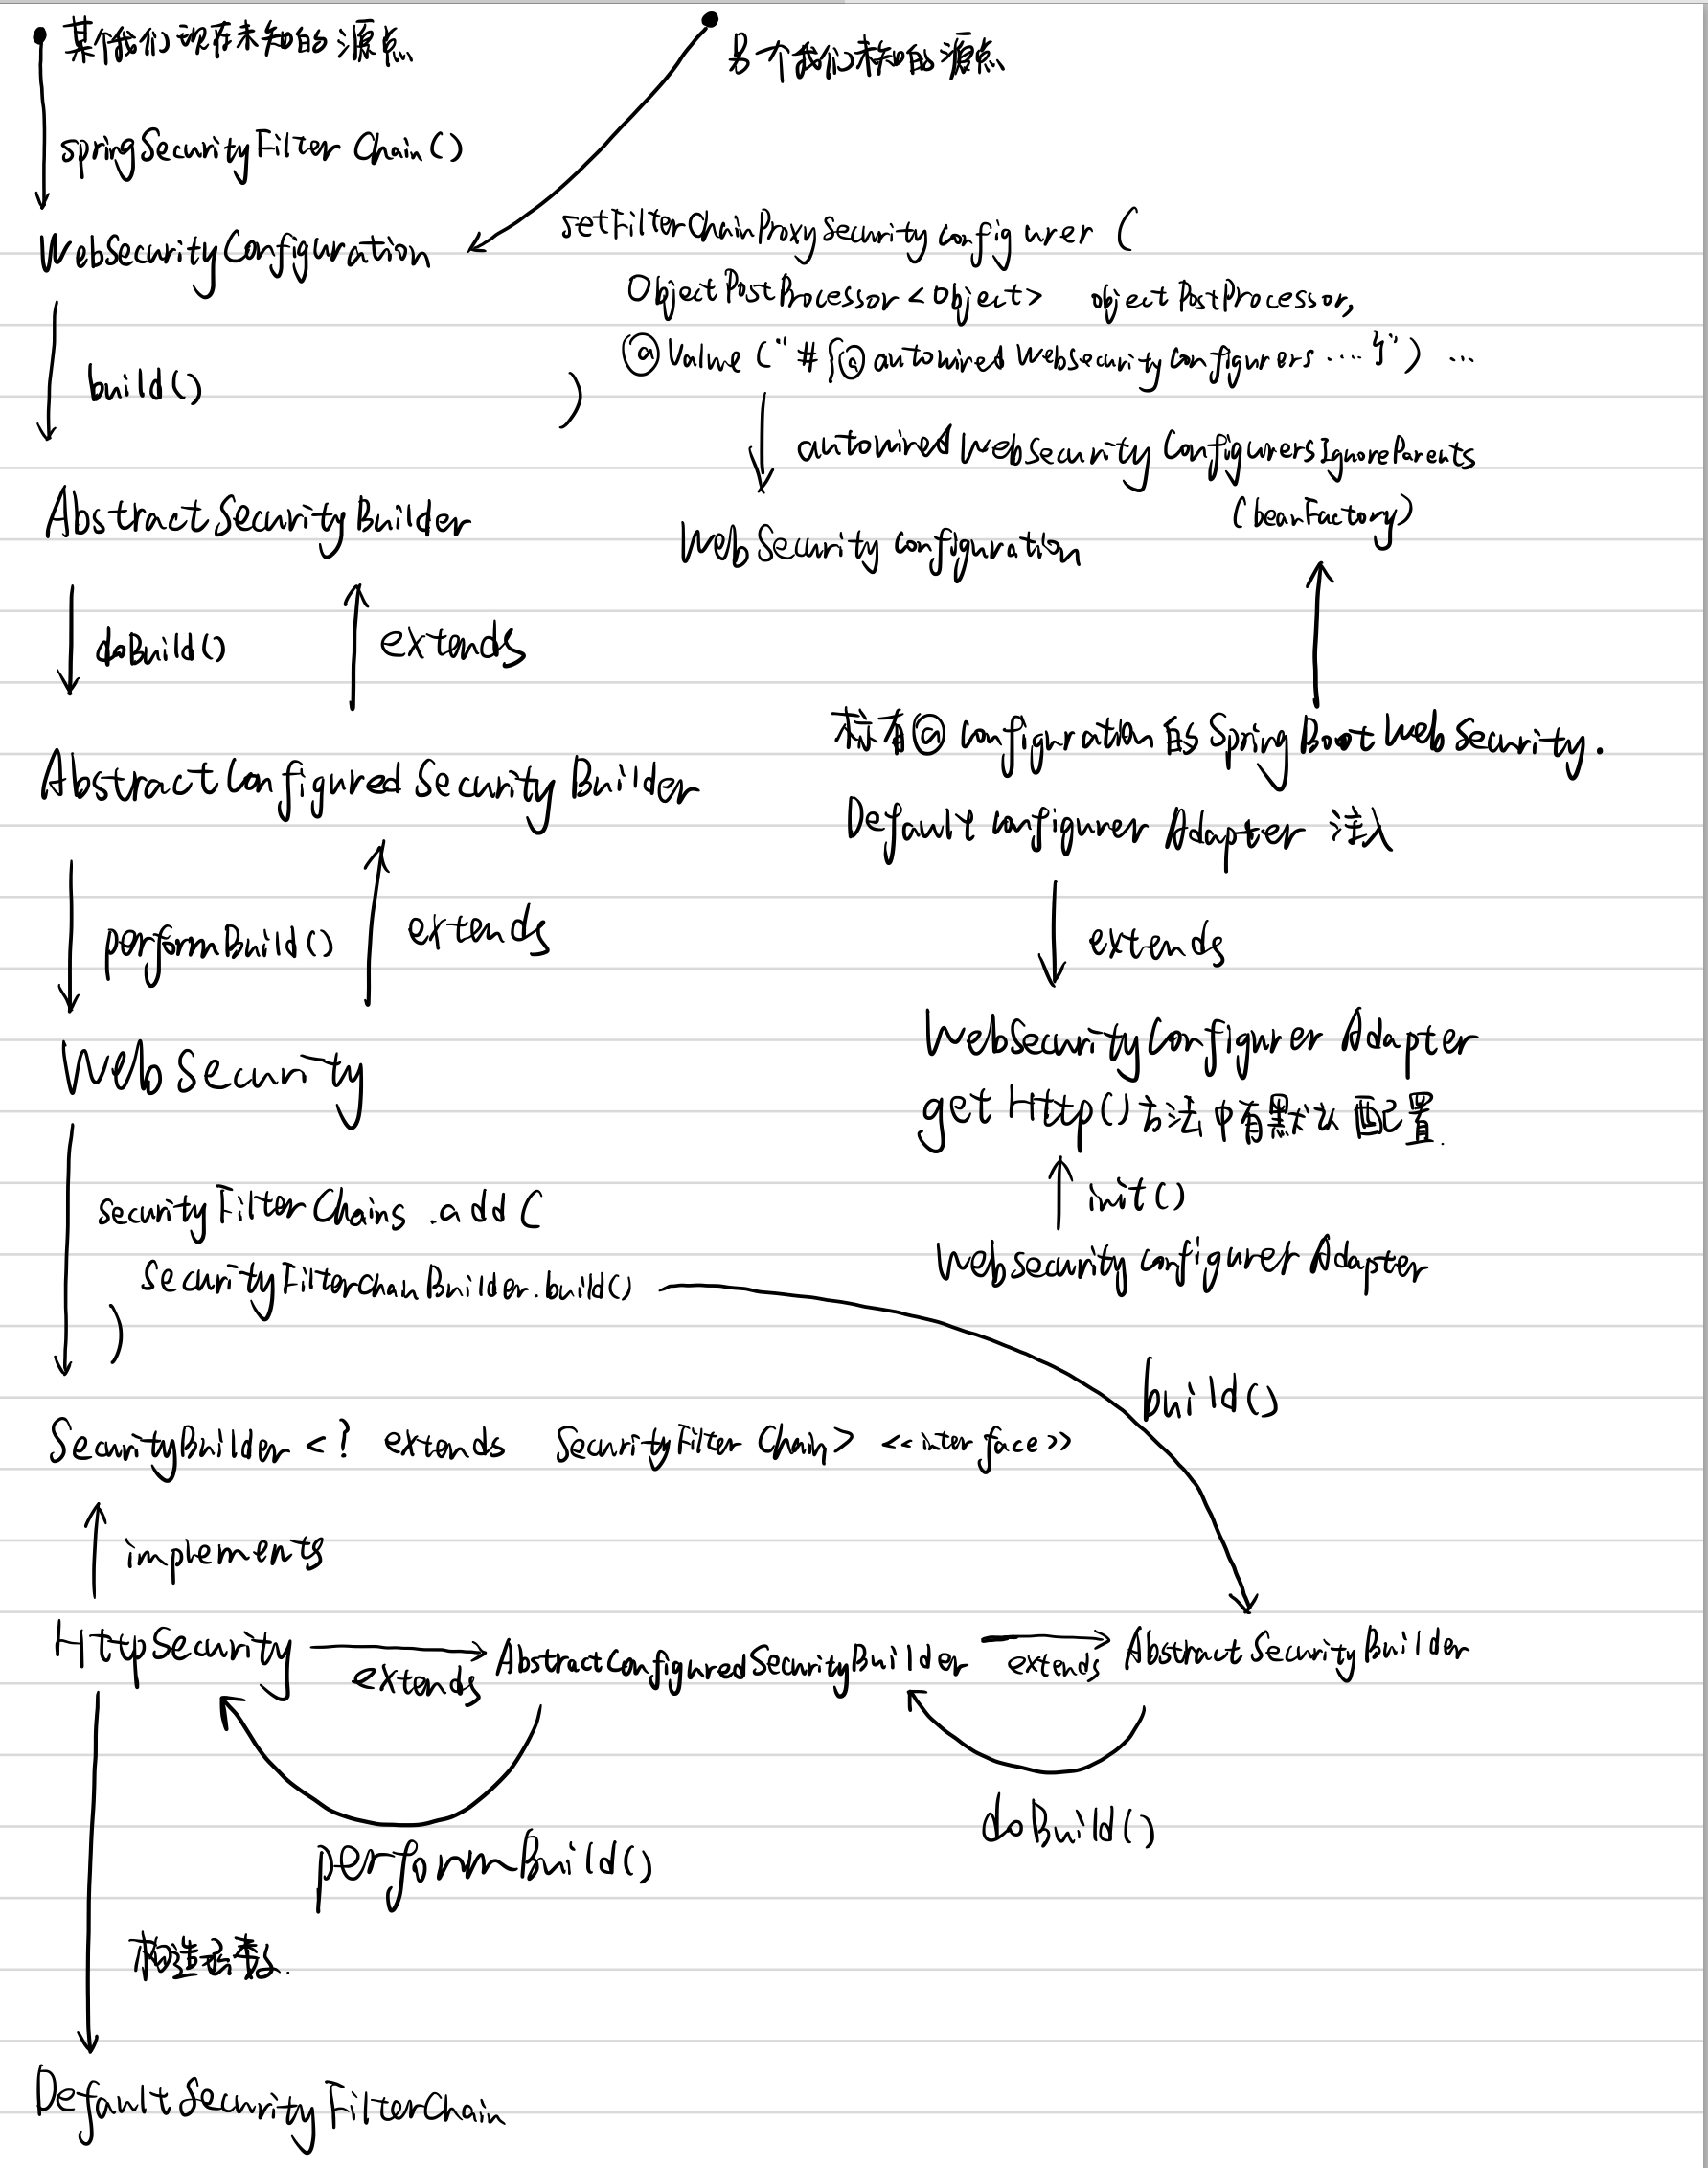 某个我们现在未知的源点
另个我们未知的源点
springSecurityFilterChain()
WebSecurityConfiguration
setFilterChainProxySecurityConfigurer (
ObjectPostProcessor <Object> objectPostProcessor,
@Value ("#{@autowiredWebSecurityConfigurers ....}") ...
)
build()
autowiredWebSecurityConfigurersIgnoreParents
(beanFactory)
AbstractSecurityBuilder
WebSecurityConfiguration
doBuild()
extends
标有@Configuration的SpringBootWebSecurity.
DefaultConfigurerAdapter 注入
AbstractConfiguredSecurityBuilder
performBuild()
extends
extends
WebSecurityConfigurerAdapter
getHttp()方法中有默认配置.
WebSecurity
init()
WebSecurityConfigurerAdapter
securityFilterChains.add (
SecurityFilterChainBuilder.build()
)
build()
SecurityBuilder <? extends SecurityFilterChain> <<interface>>
implements
HttpSecurity
extends
AbstractConfiguredSecurityBuilder
extends
AbstractSecurityBuilder
doBuild()
performBuild()
构造函数.
DefaultSecurityFilterChain